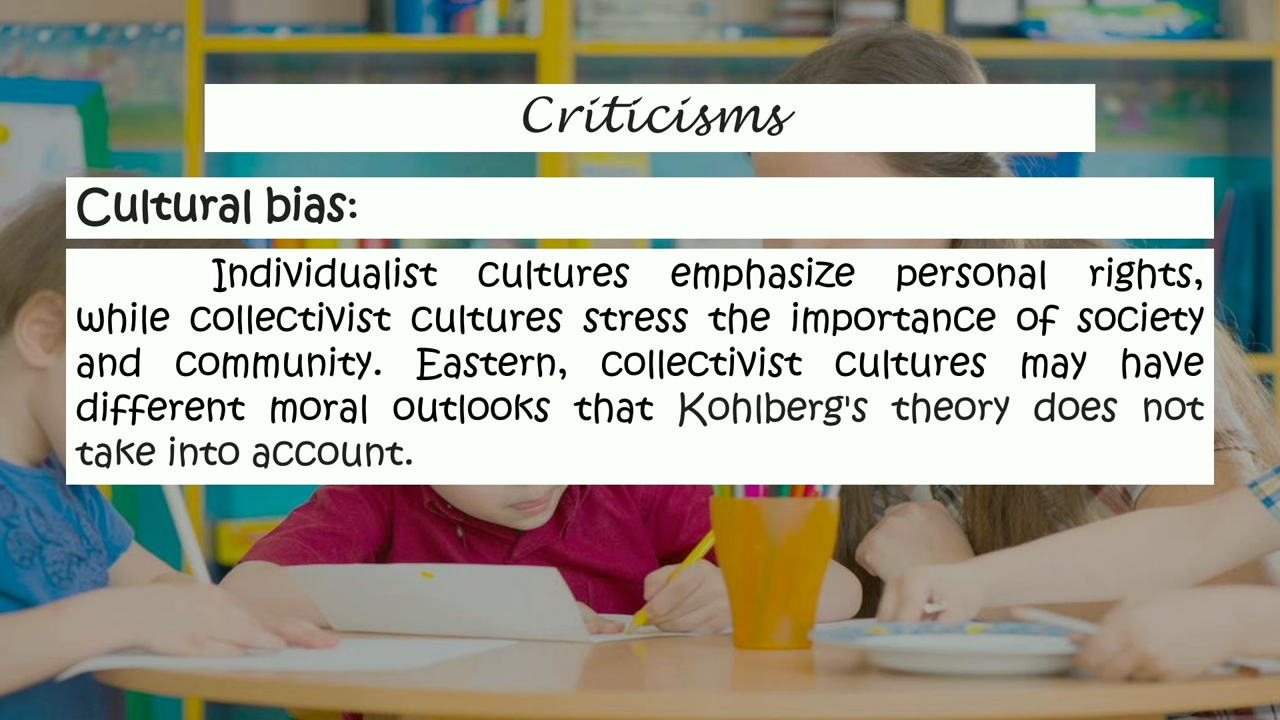 Criticisms
Cultural bias:
Individualist cultures emphasize personal rights,
while collectivist cultures stress the importance of society
and community. Eastern, collectivist cultures may have
different moral outlooks that Kohlberg's theory does not
take into account.